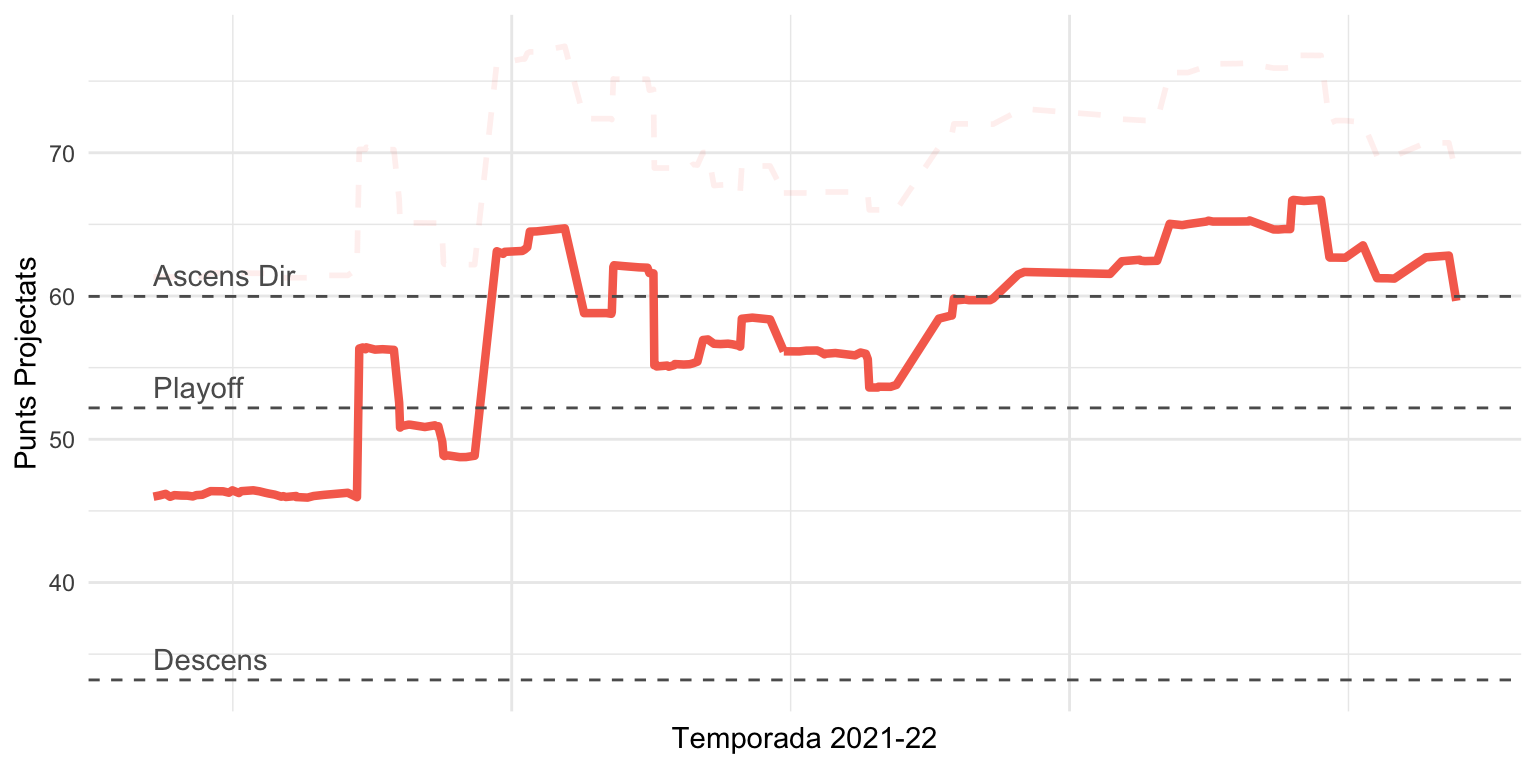 70
Ascens Dir
60
Playoff
50
40
Descens
Punts Projectats
Temporada 2021-22